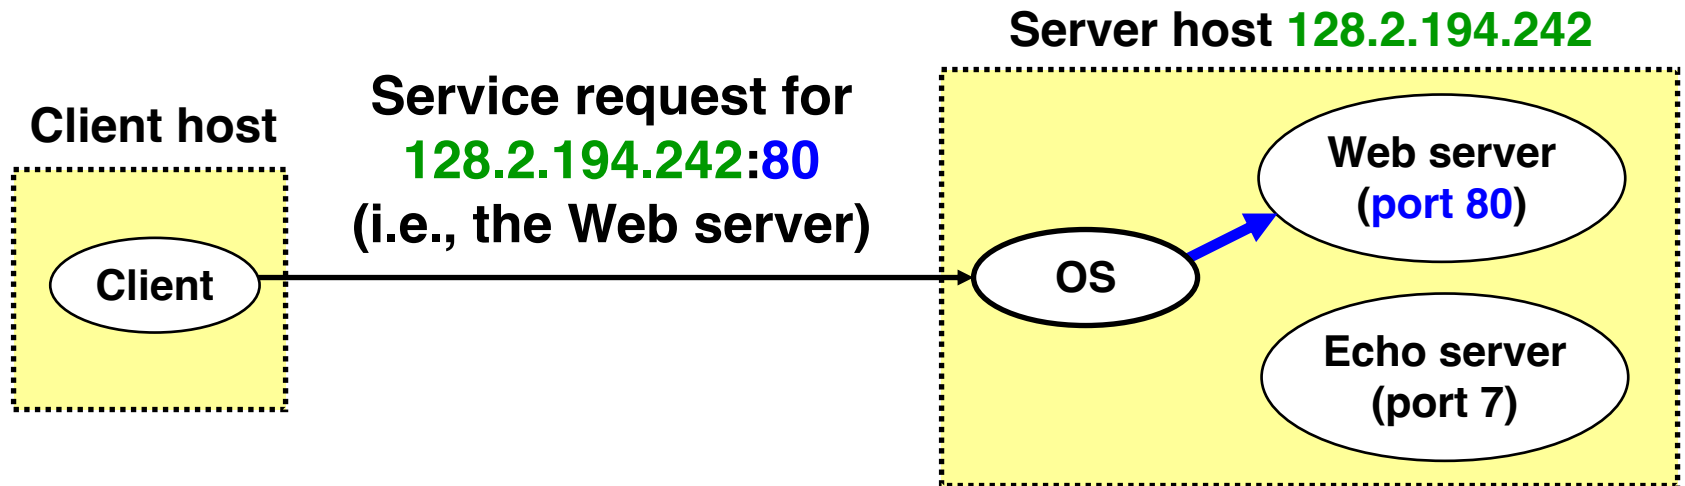 Server host 128.2.194.242
Service request for
128.2.194.242:80
(i.e., the Web server)
Client host
Client
OS
Web server
(port 80)
Echo server
(port 7)